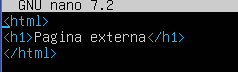 GNU nano 7.2
<html>
<h1>Pagina externa</h1>
</html>